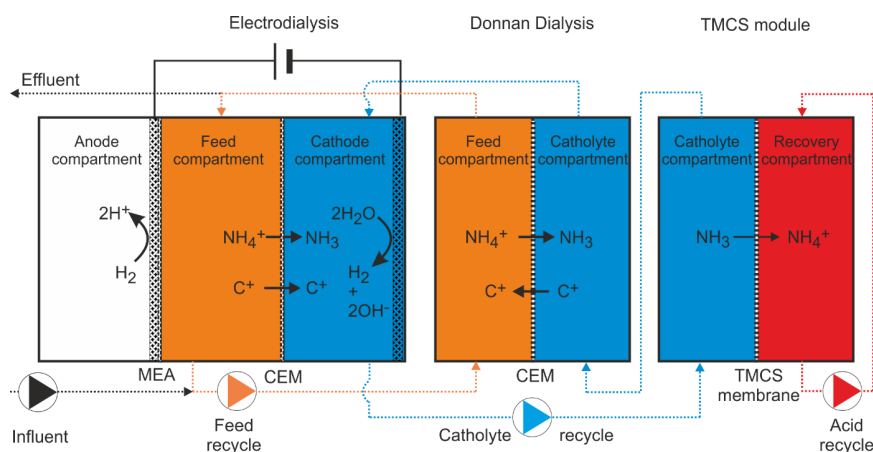 Electrodialysis
Donnan Dialysis
TMCS module
Effluent
Anode
compartment
Feed
compartment
Cathode
compartment
Feed
compartment
Catholyte
compartment
Catholyte
compartment
Recovery
compartment
2H⁺
H₂
NH₄⁺
NH₃
C⁺
C⁺
2H₂O
H₂
+
2OH⁻
NH₄⁺
NH₃
C⁺
C⁺
NH₃
NH₄⁺
MEA
CEM
CEM
TMCS
membrane
Influent
Feed
recycle
Catholyte
recycle
Acid
recycle